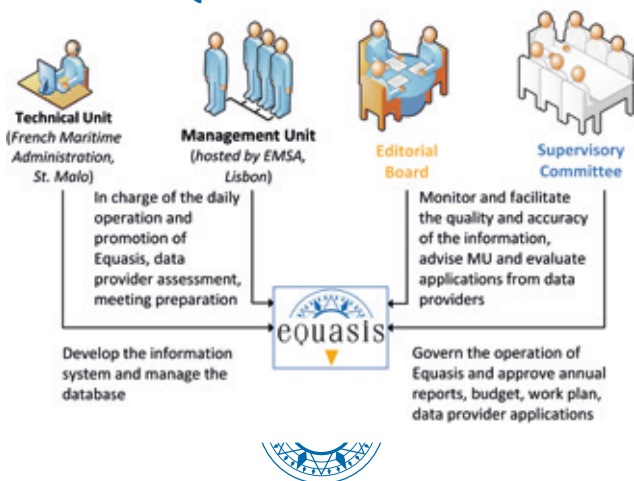 Technical Unit
(French Maritime
Administration,
St. Malo)
Management Unit
(hosted by EMSA,
Lisbon)
Editorial
Board
Supervisory
Committee
In charge of the daily
operation and
promotion of
Equasis, data
provider assessment,
meeting preparation
Monitor and facilitate
the quality and accuracy
of the information,
advise MU and evaluate
applications from data
providers
equasis
Develop the information
system and manage the
database
Govern the operation of
Equasis and approve annual
reports, budget, work plan,
data provider applications